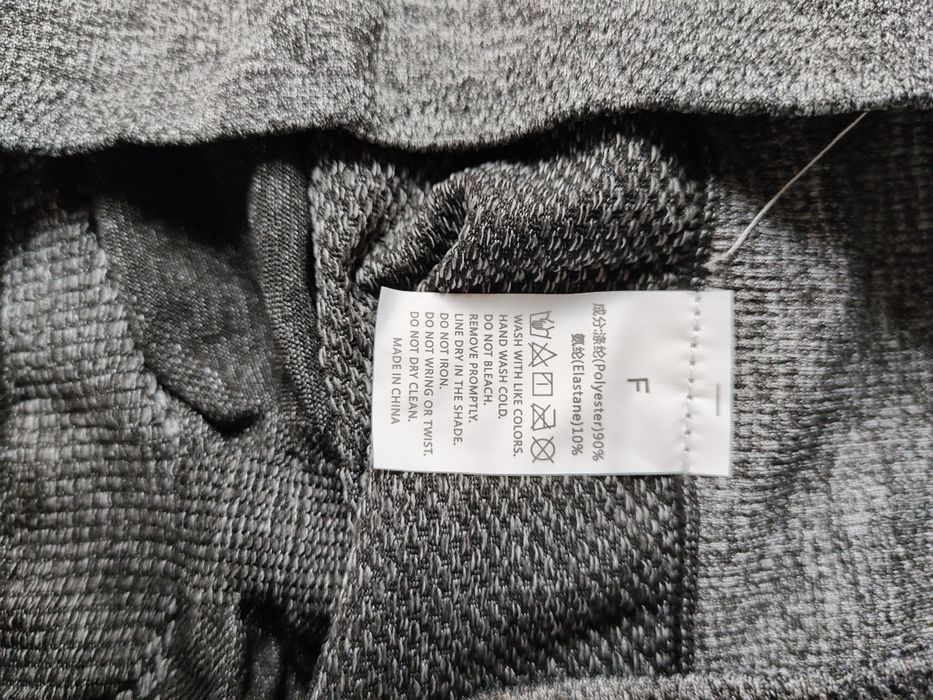 F
成分:涤纶(Polyester)90%
氨纶(Elastane)10%
WASH WITH LIKE COLORS.
HAND WASH COLD.
DO NOT BLEACH.
REMOVE PROMPTLY.
LINE DRY IN THE SHADE.
DO NOT IRON.
DO NOT WRING OR TWIST.
DO NOT DRY CLEAN.
MADE IN CHINA